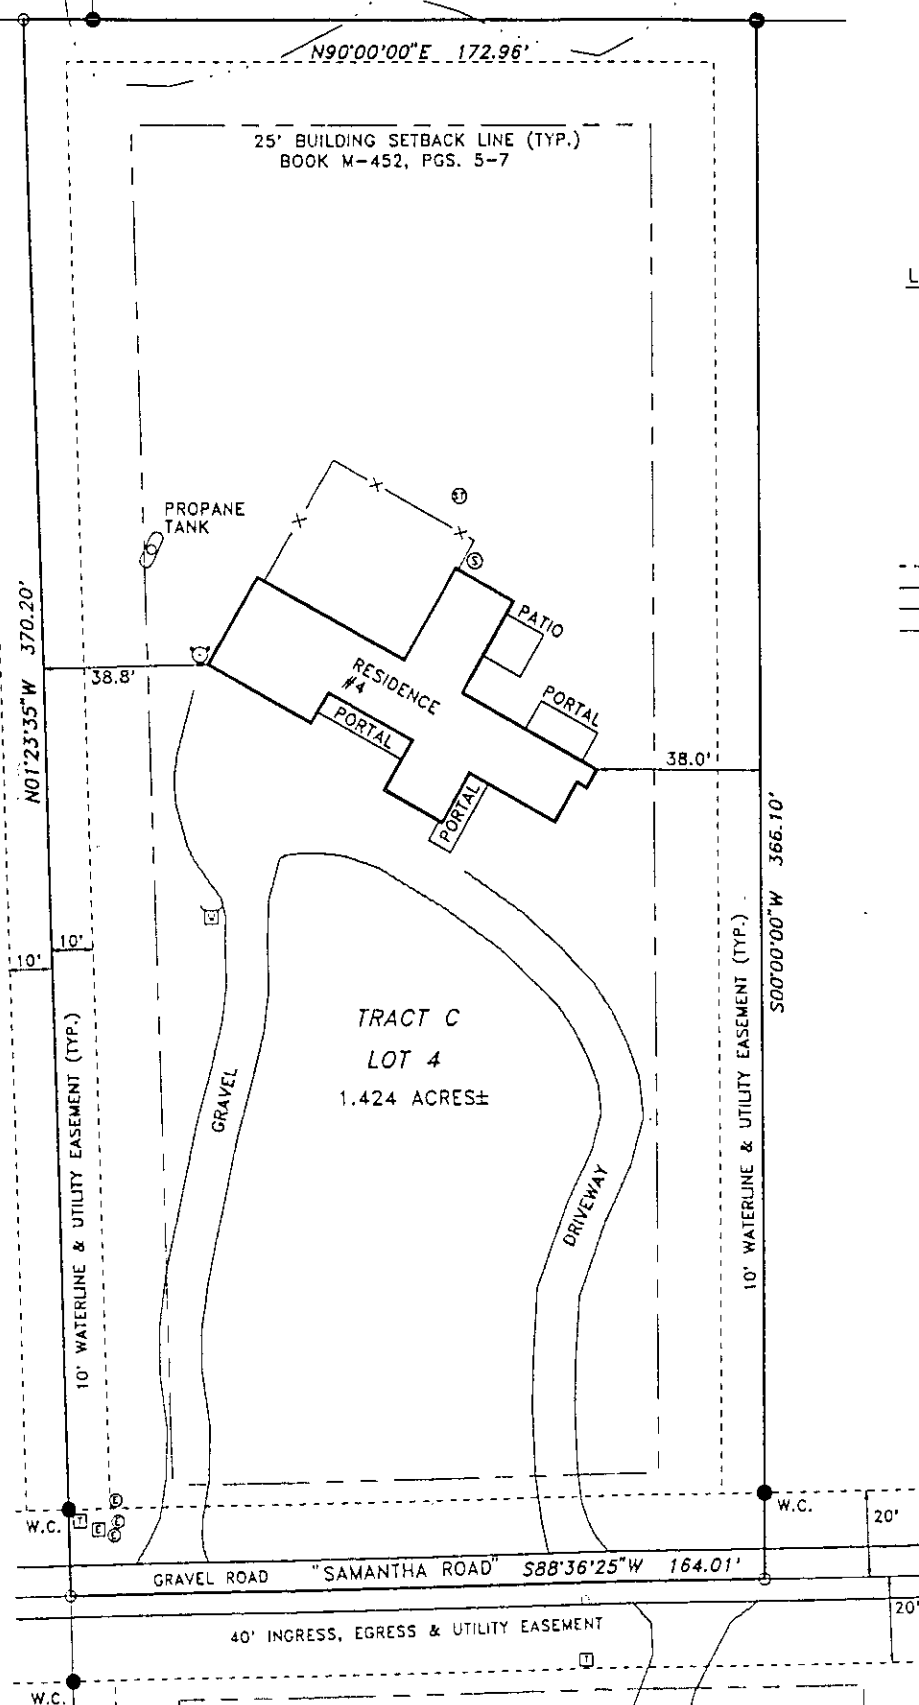 N90°00'00"E 172.96'
25' BUILDING SETBACK LINE (TYP.)
BOOK M-452, PGS. 5-7
L
ST
PROPANE
TANK
S
PATIO
N01°23'35"W 370.20'
38.8'
RESIDENCE
#4
PORTAL
PORTAL
38.0'
PORTAL
S00°00'00"W 366.10'
W
10'
10'
TRACT C
LOT 4
1.424 ACRES±
10' WATERLINE & UTILITY EASEMENT (TYP.)
GRAVEL
DRIVEWAY
10' WATERLINE & UTILITY EASEMENT (TYP.)
E
W.C.
T
E
E
E
W.C.
20'
GRAVEL ROAD "SAMANTHA ROAD" S88°36'25"W 164.01'
20'
40' INGRESS, EGRESS & UTILITY EASEMENT
T
W.C.